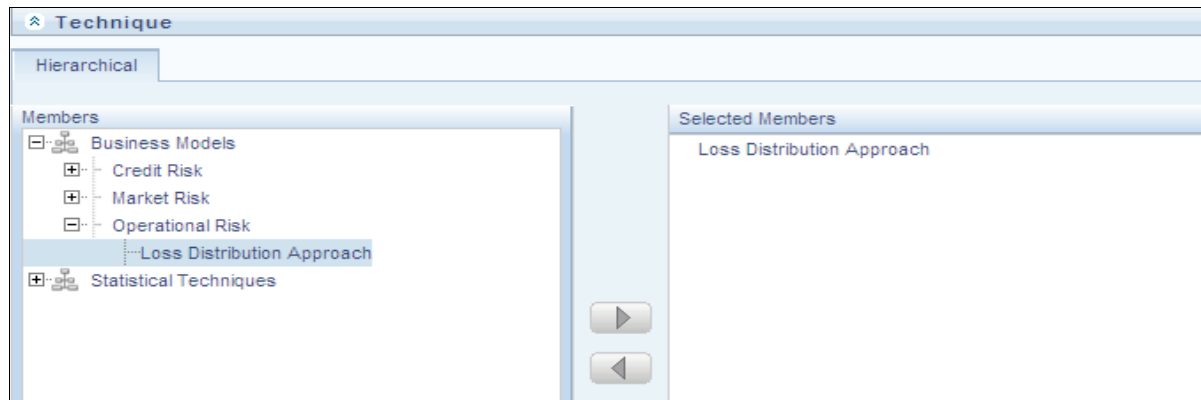 Technique
Hierarchical
Members
Business Models
Credit Risk
Market Risk
Operational Risk
Loss Distribution Approach
Statistical Techniques
Selected Members
Loss Distribution Approach